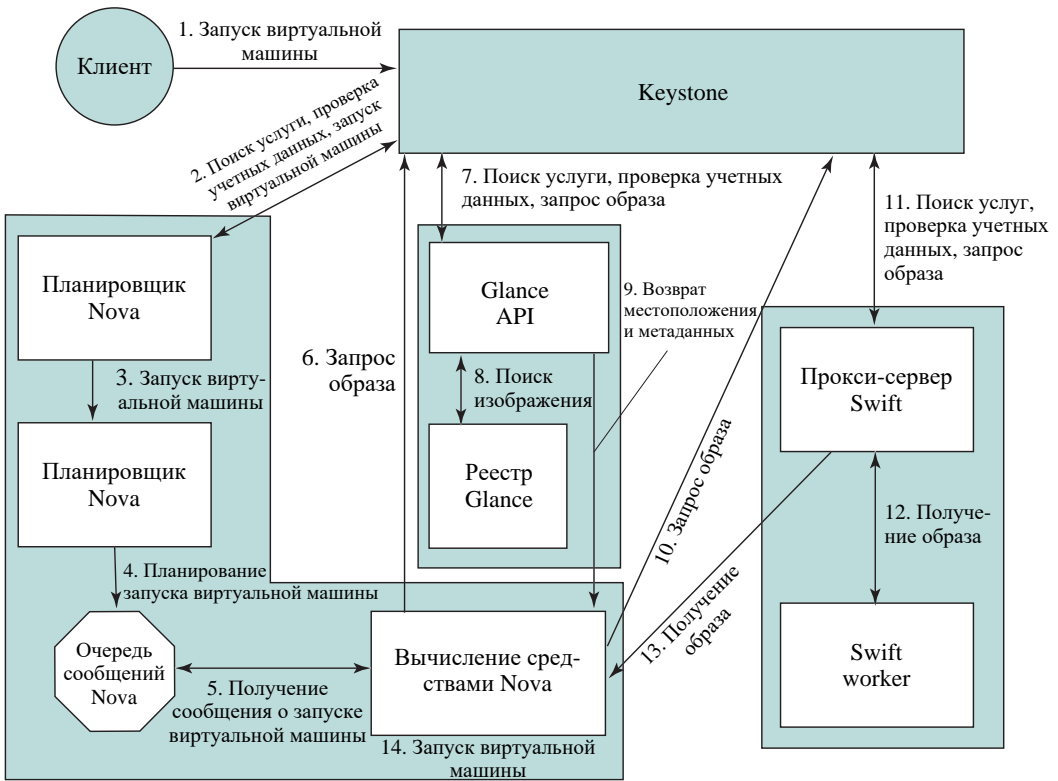 1. Запуск виртуальной
машины
Клиент
Keystone
2. Поиск услуги, проверка
учетных данных, запуск
виртуальной машины
7. Поиск услуги, проверка учетных
данных, запрос образа
11. Поиск услуг,
проверка учетных
данных, запрос
образа
Планировщик
Nova
Glance
API
9. Возврат
местоположения
и метаданных
6. Запрос
образа
3. Запуск вирту-
альной машины
8. Поиск
изображения
Прокси-сервер
Swift
Планировщик
Nova
Реестр
Glance
10. Запрос образа
12. Получе-
ние образа
4. Планирование
запуска виртуальной машины
13. Получение
образа
Очередь
сообщений
Nova
5. Получение
сообщения о запуске
виртуальной машины
Вычисление сред-
ствами Nova
Swift
worker
14. Запуск виртуальной
машины